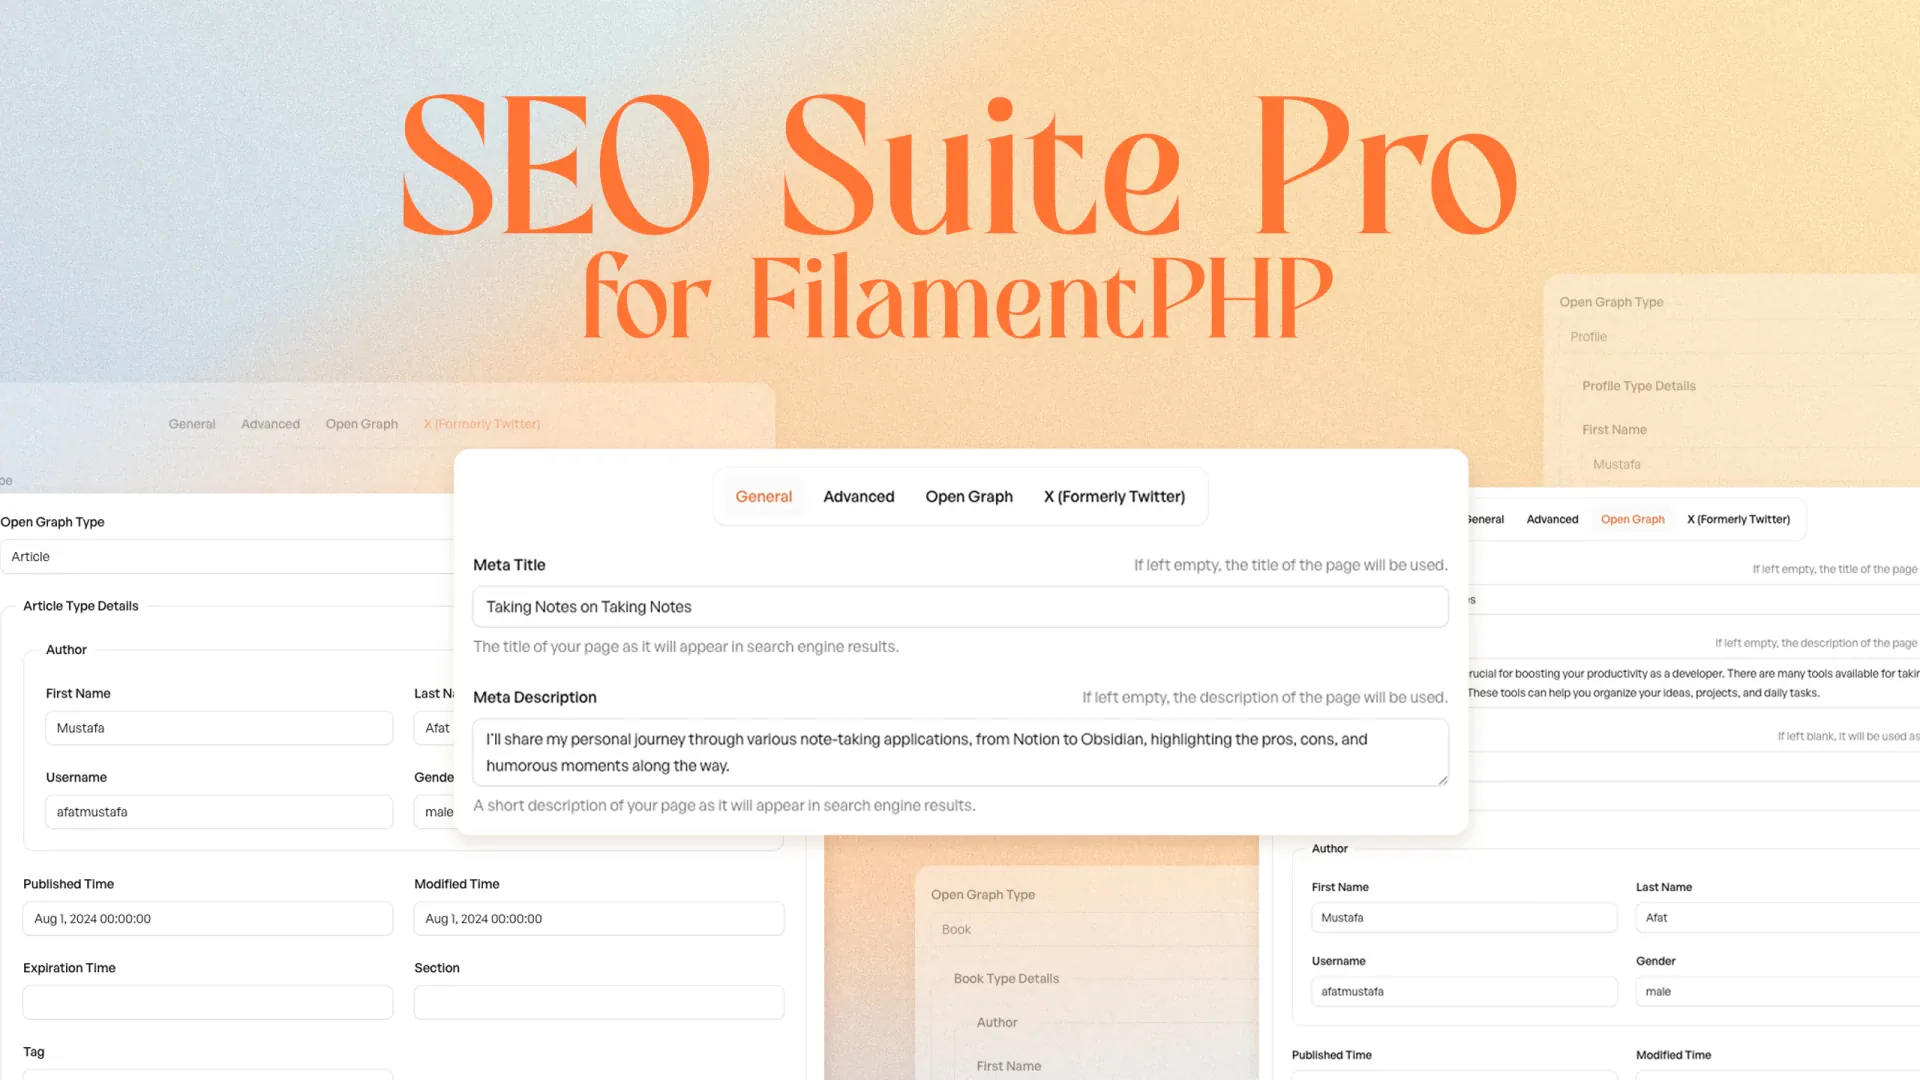 SEO Suite Pro
for FilamentPHP
Open Graph Type
Profile
Profile Type Details
First Name
Mustafa
General Advanced Open Graph X (Formerly Twitter)
Open Graph Type
Article
Article Type Details
Author
First Name
Mustafa
Afat
Username
afatmustafa
male
Published Time Modified Time
Aug 1, 2024 00:00:00 Aug 1, 2024 00:00:00
Expiration Time Section
Tag
General Advanced Open Graph X (Formerly Twitter)
Meta Title If left empty, the title of the page will be used.
Taking Notes on Taking Notes
The title of your page as it will appear in search engine results.
Meta Description If left empty, the description of the page will be used.
I'll share my personal journey through various note-taking applications, from Notion to Obsidian, highlighting the pros, cons, and
humorous moments along the way.
A short description of your page as it will appear in search engine results.
Open Graph Type
Book
Book Type Details
Author
First Name
General Advanced Open Graph X (Formerly Twitter)
If left empty, the title of the page
If left empty, the description of the page
for boosting your productivity as a developer. There are many tools available for
These tools can help you organize your ideas, projects, and daily tasks.
If left blank, it will be used as
Author
First Name Last Name
Mustafa Afat
Username Gender
afatmustafa male
Published Time Modified Time